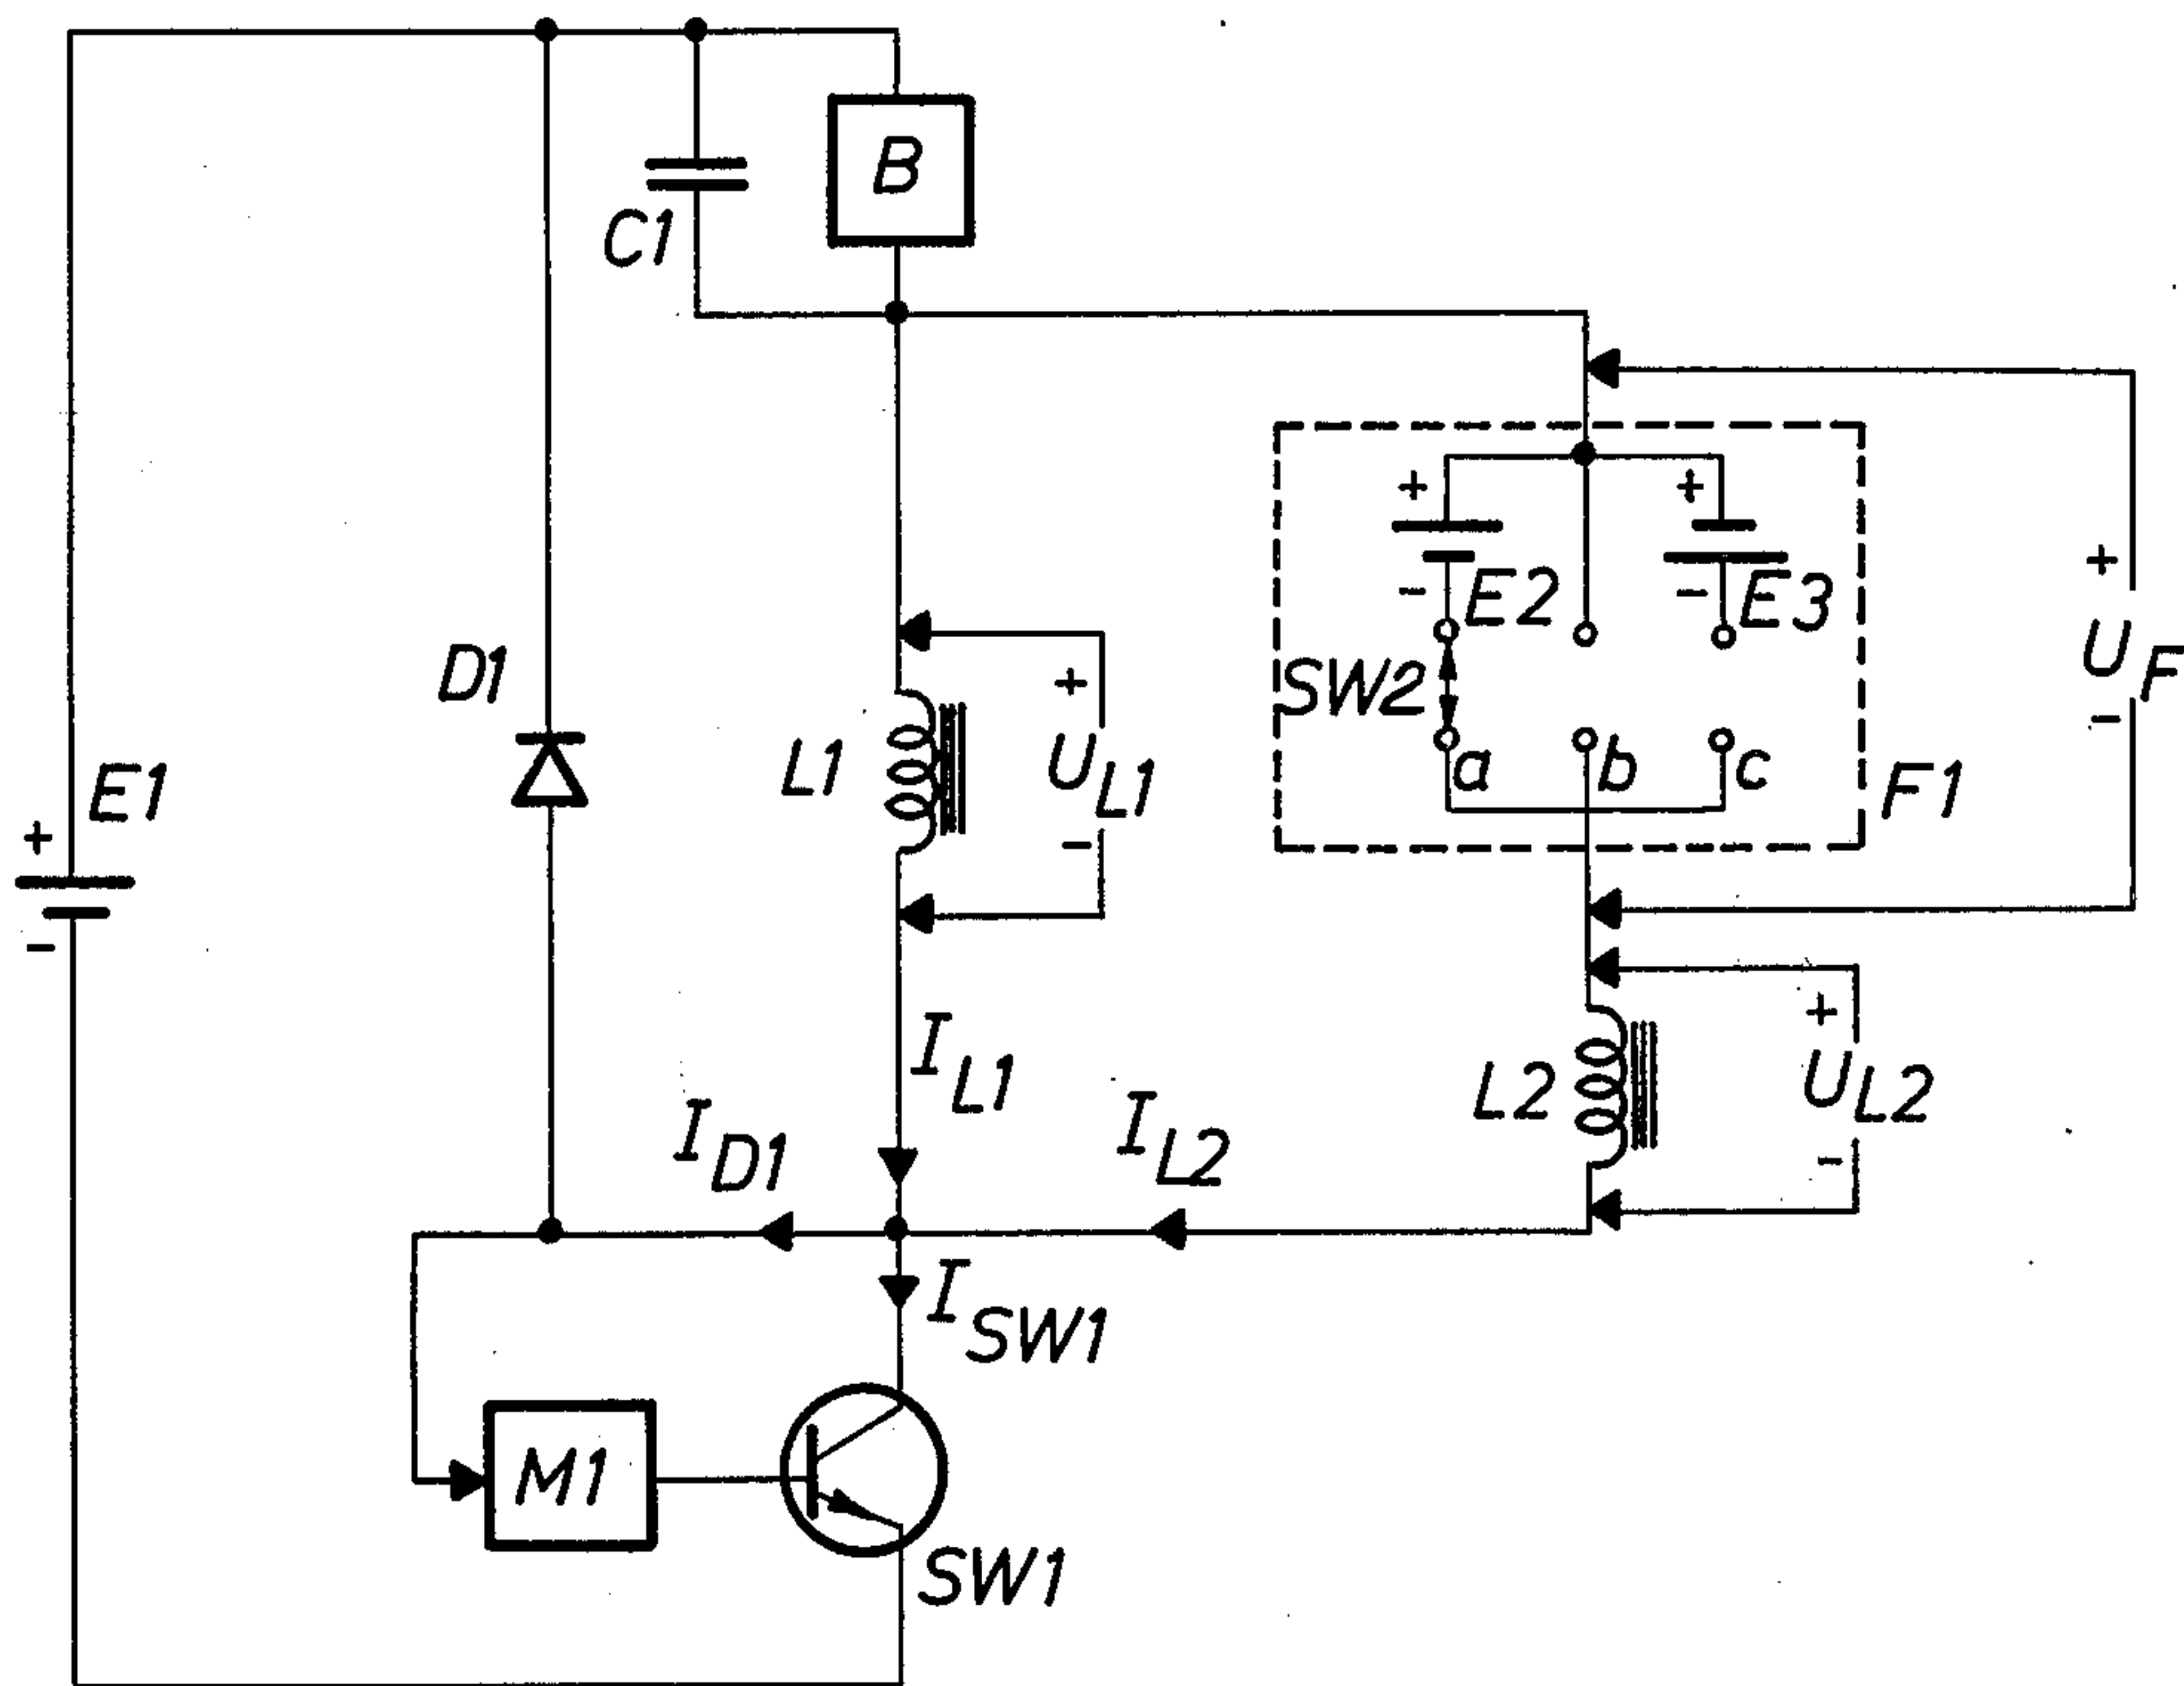 B
C1
+
+
E2
E3
-
-
+
U F
-
SW2
a
b
c
F1
D1
L1
+
U L1
-
E1
+
-
I L1
+
L2
U L2
-
I D1
I L2
I SW1
M1
SW1